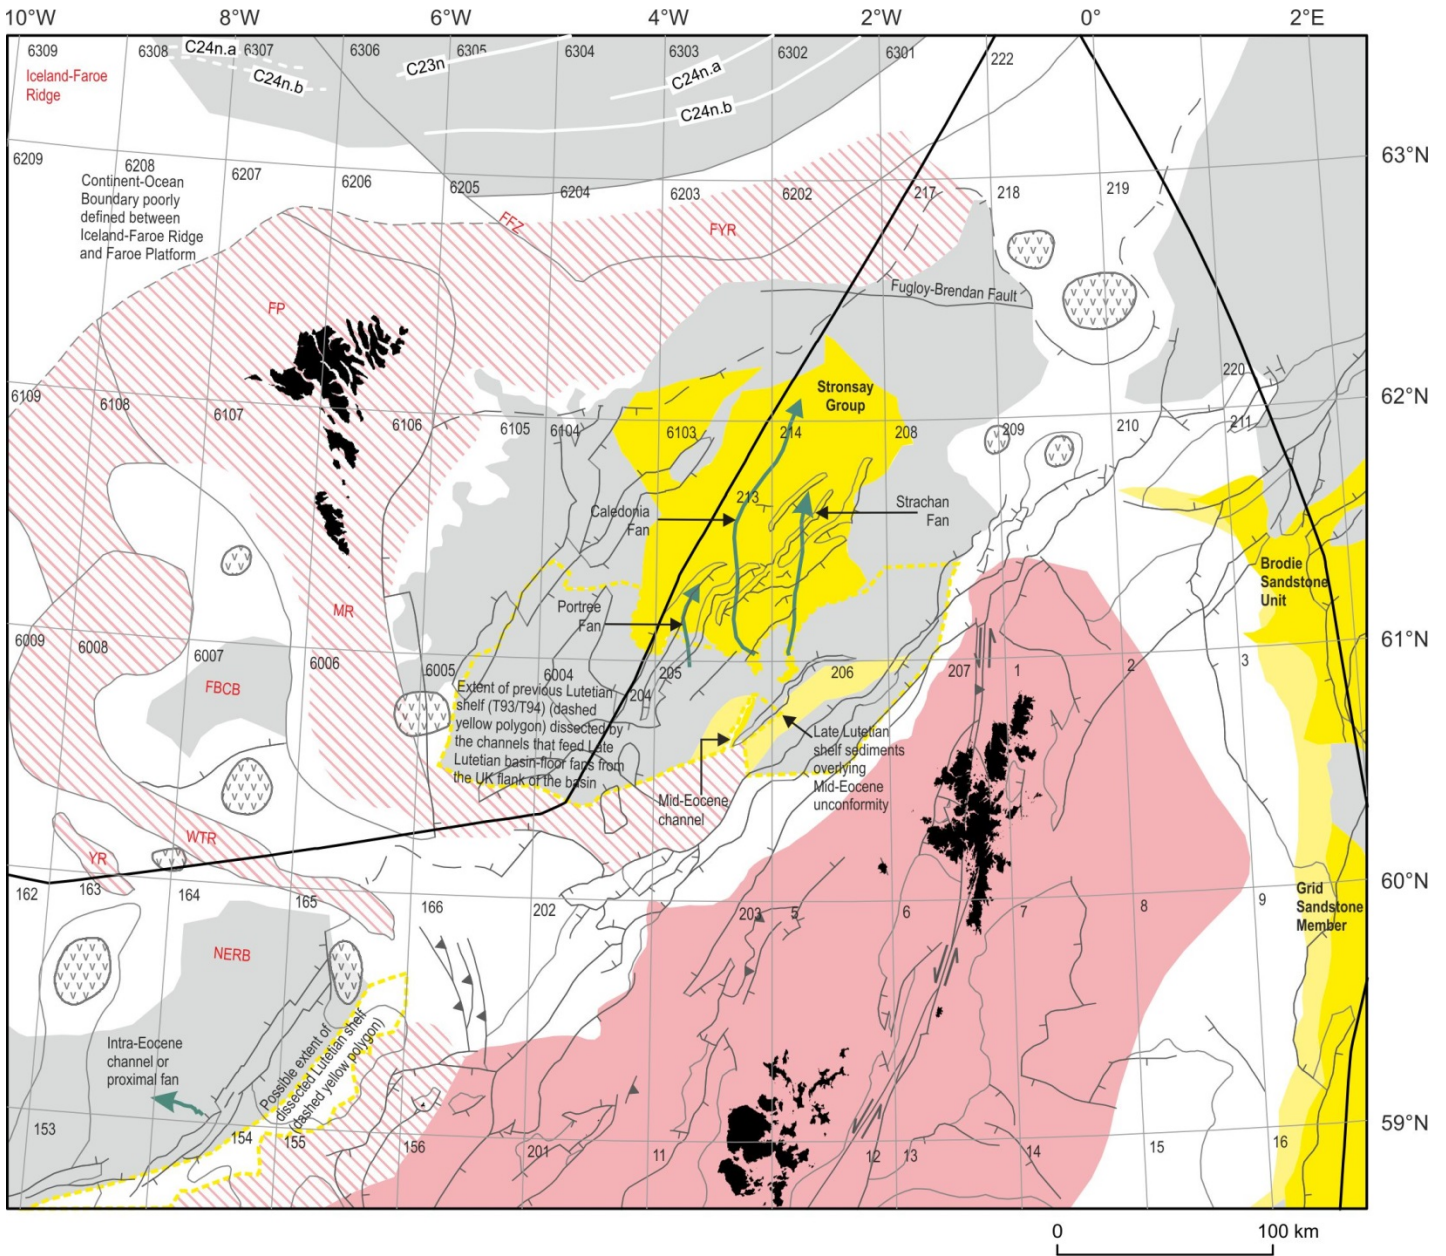 10°W 8°W 6°W 4°W 2°W 0° 2°E
6309 6308 C24n.a 6307 6306 6305 6304 6303 6302 6301 222
C23n
C24n.a
C24n.b
C24n.b
Iceland-Faroe
Ridge
63°N
6209 6208 6207 6206 6205 6204 6203 6202 217 218 219
Continent-Ocean
Boundary poorly
defined between
Iceland-Faroe Ridge
and Faroe Platform
FFZ
FYR
FP
Fugloy-Brendan Fault
62°N
6109 6108 6107 6106 6105 6104 6103 214 208 209 210 211 220
Stronsay
Group
213
Caledonia
Fan
Strachan
Fan
Brodie
Sandstone
Unit
Portree
Fan
MR
61°N
6009 6008 6007 6006 6005 6004 205 204 206 207 1 2 3
FBCB
Extent of previous Lutetian
shelf (T93/T94) (dashed
yellow polygon) dissected by
the channels that feed Late
Lutetian basin-floor fans from
the UK flank of the basin
Late Lutetian
shelf sediments
overlying
Mid-Eocene
unconformity
Mid-Eocene
channel
WTR
YR
60°N
162 163 164 165 166 202 203 5 6 7 8 9
Grid
Sandstone
Member
NERB
Intra-Eocene
channel or
proximal fan
Possible extent of
dissected Lutetian shelf
(dashed yellow polygon)
59°N
153 154 155 156 201 11 12 13 14 15 16
0 100 km